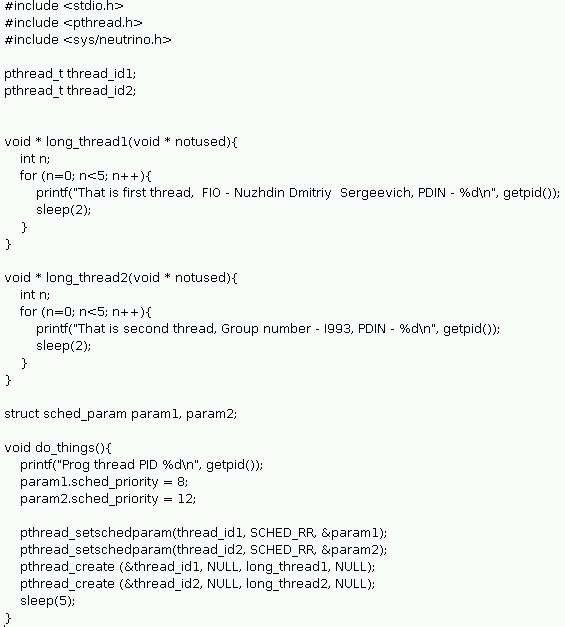 #include <stdio.h>
#include <pthread.h>
#include <sys/neutrino.h>

pthread_t thread_id1;
pthread_t thread_id2;


void * long_thread1(void * notused){
    int n;
    for (n=0; n<5; n++){
        printf("That is first thread,  FIO - Nuzhdin Dmitriy  Sergeevich, PDIN - %d\n", getpid());
        sleep(2);
    }
}

void * long_thread2(void * notused){
    int n;
    for (n=0; n<5; n++){
        printf("That is second thread, Group number - I993, PDIN - %d\n", getpid());
        sleep(2);
    }
}

struct sched_param param1, param2;

void do_things(){
    printf("Prog thread PID %d\n", getpid());
    param1.sched_priority = 8;
    param2.sched_priority = 12;

    pthread_setschedparam(thread_id1, SCHED_RR, &param1);
    pthread_setschedparam(thread_id2, SCHED_RR, &param2);
    pthread_create (&thread_id1, NULL, long_thread1, NULL);
    pthread_create (&thread_id2, NULL, long_thread2, NULL);
    sleep(5);
}